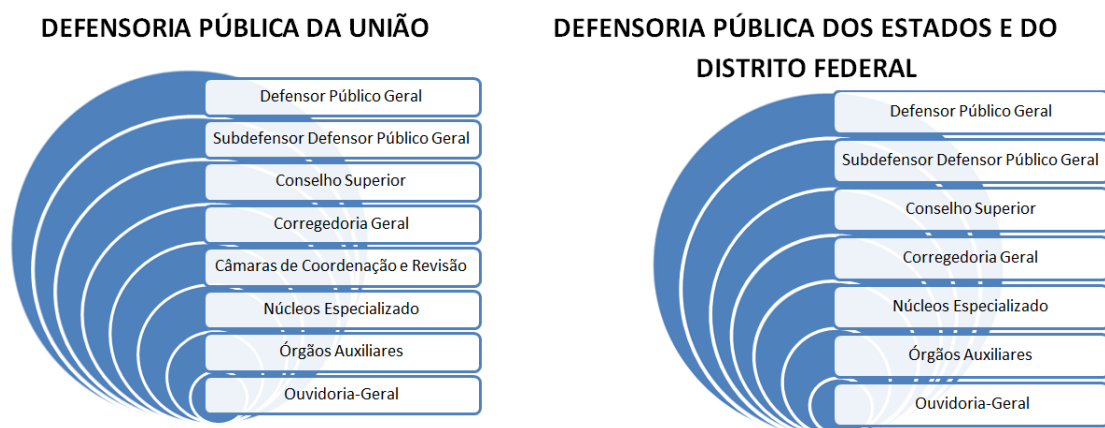 DEFENSORIA PÚBLICA DA UNIÃO
Defensor Público Geral
Subdefensor Defensor Público Geral
Conselho Superior
Corregedoria Geral
Câmaras de Coordenação e Revisão
Núcleos Especializado
Órgãos Auxiliares
Ouvidoria-Geral
DEFENSORIA PÚBLICA DOS ESTADOS E DO
DISTRITO FEDERAL
Defensor Público Geral
Subdefensor Defensor Público Geral
Conselho Superior
Corregedoria Geral
Núcleos Especializado
Órgãos Auxiliares
Ouvidoria-Geral